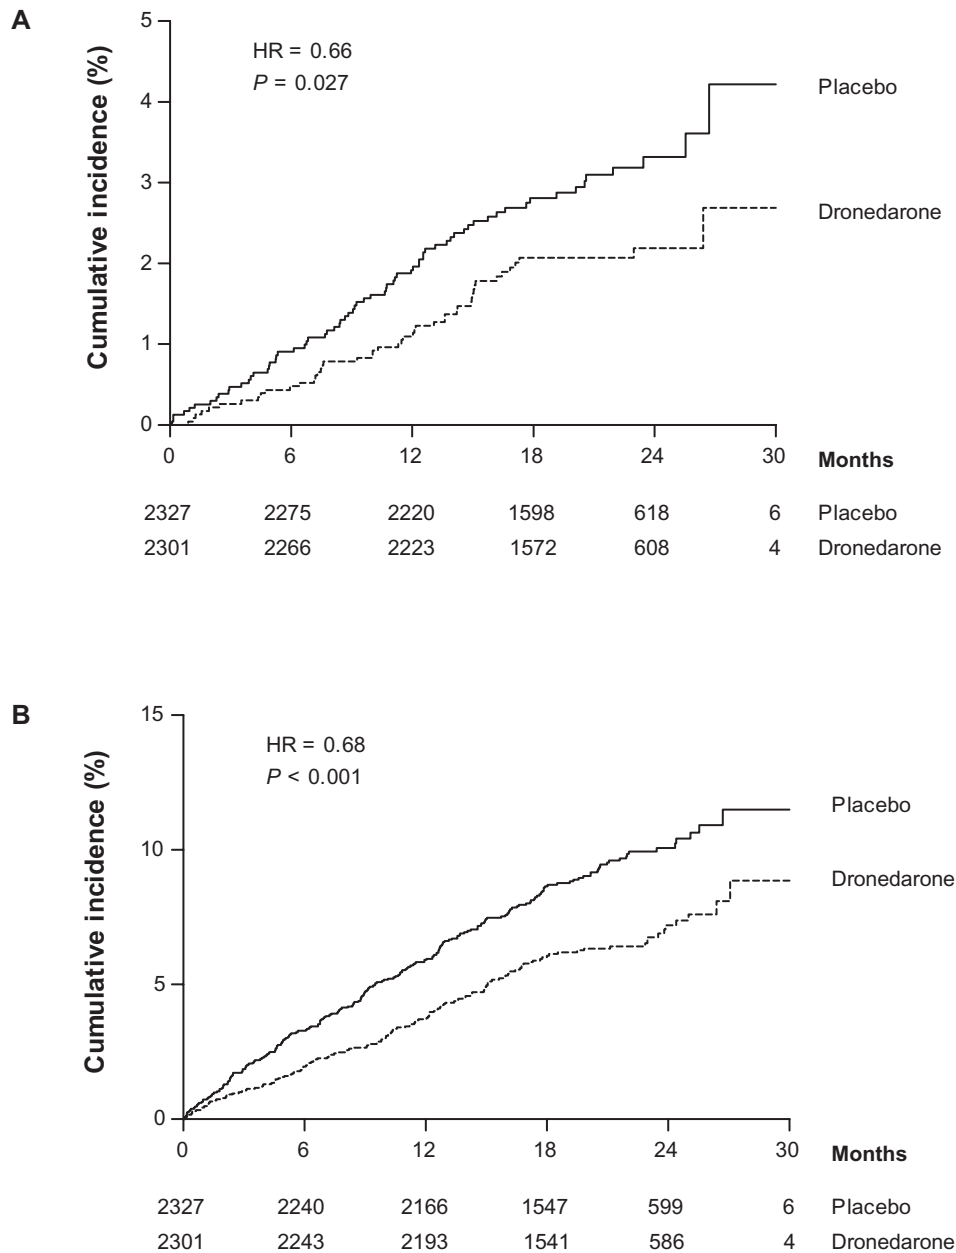 A
Cumulative incidence (%)
5
4
3
2
1
0
HR = 0.66
P = 0.027
Placebo
Dronedarone
0 6 12 18 24 30 Months
2327 2275 2220 1598 618 6 Placebo
2301 2266 2223 1572 608 4 Dronedarone
B
Cumulative incidence (%)
15
10
5
0
HR = 0.68
P < 0.001
Placebo
Dronedarone
0 6 12 18 24 30 Months
2327 2240 2166 1547 599 6 Placebo
2301 2243 2193 1541 586 4 Dronedarone